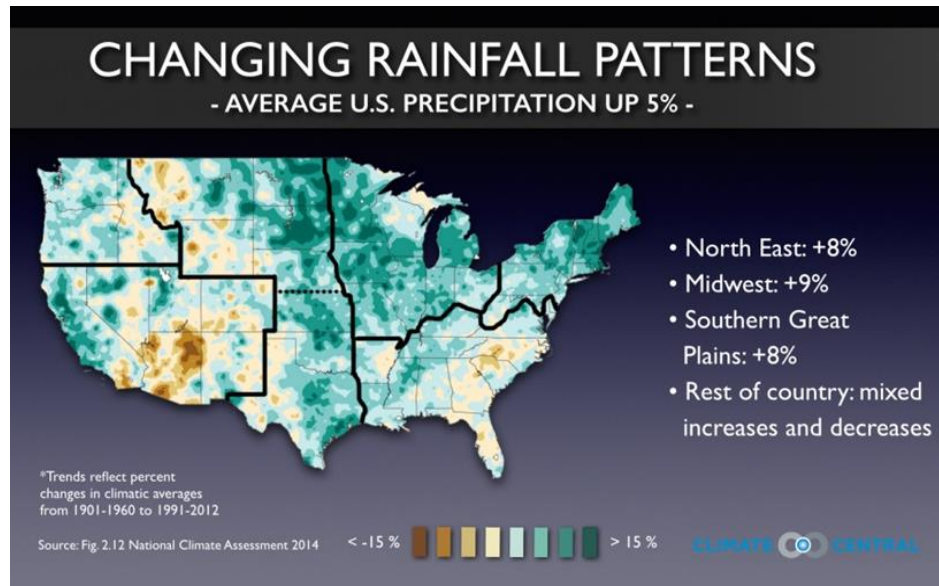 CHANGING RAINFALL PATTERNS
- AVERAGE U.S. PRECIPITATION UP 5% -
• North East: +8%
• Midwest: +9%
• Southern Great
Plains: +8%
• Rest of country: mixed
increases and decreases
*Trends reflect percent
changes in climatic averages
from 1901-1960 to 1991-2012
Source: Fig. 2.12 National Climate Assessment 2014
< -15 %
> 15 %
CLIMATE CENTRAL